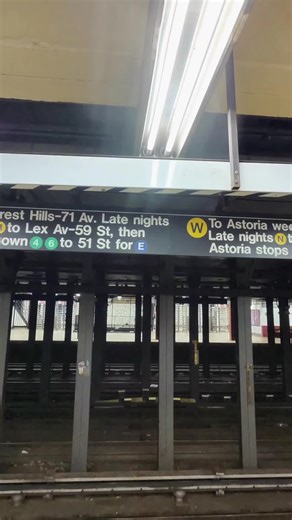 rest Hills-71 Av. Late nights
to Lex Av-59 St, then
own 4 6 to 51 St for E
W To Astoria wee
Late nights N t
Astoria stops